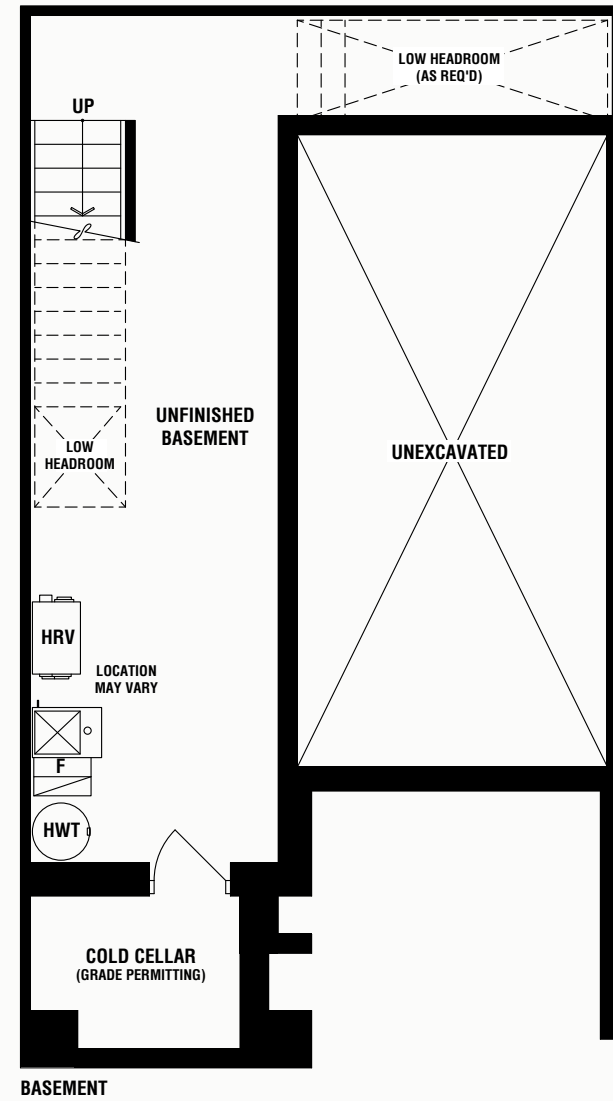 LOW HEADROOM
(AS REQ'D)
UP
UNFINISHED
BASEMENT
UNEXCAVATED
LOW
HEADROOM
HRV
LOCATION
MAY VARY
F
HWT
COLD CELLAR
(GRADE PERMITTING)
BASEMENT